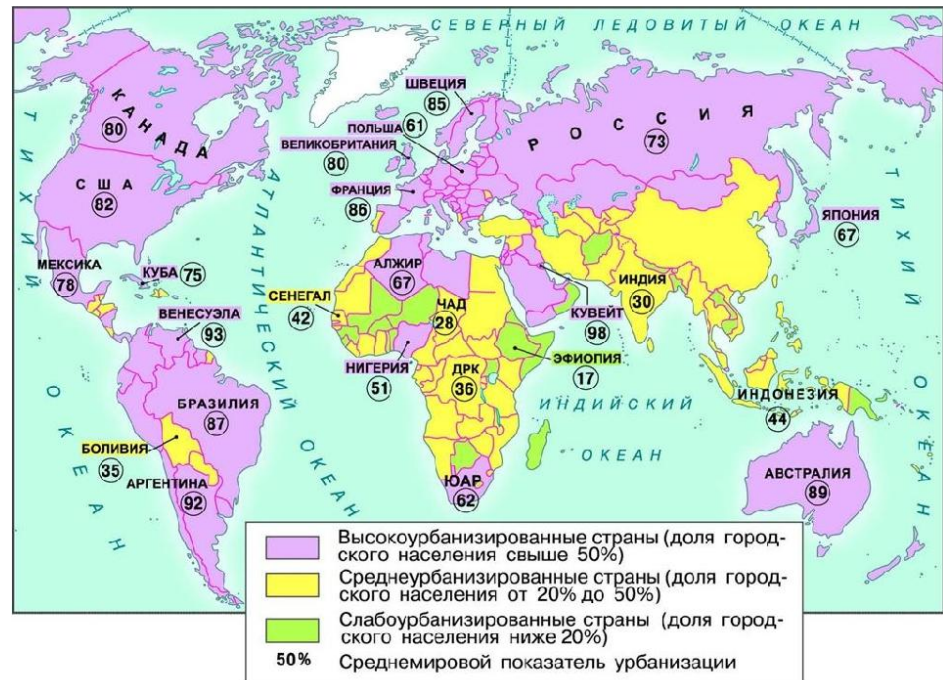 СЕВЕРНЫЙ ЛЕДОВИТЫЙ ОКЕАН
ТИХИЙ
ОКЕАН
АТЛАНТИЧЕСКИЙ
ОКЕАН
КАНАДА
80
США
82
МЕКСИКА
78
КУБА 75
ВЕНЕСУЭЛА
93
БРАЗИЛИЯ
87
БОЛИВИЯ
35
АРГЕНТИНА
92
ШВЕЦИЯ
85
ПОЛЬША
61
ВЕЛИКОБРИТАНИЯ
80
ФРАНЦИЯ
86
РОССИЯ
73
ЯПОНИЯ
67
АЛЖИР
67
СЕНЕГАЛ
42
ЧАД
28
НИГЕРИЯ
51
ДРК
36
ЮАР
62
КУВЕЙТ
98
ЭФИОПИЯ
17
ИНДИЯ
30
ИНДОНЕЗИЯ
44
ИНДИЙСКИЙ
ОКЕАН
АВСТРАЛИЯ
89
ТИХИЙ
ОКЕАН
Высокоурбанизированные страны (доля город-
ского населения свыше 50%)
Среднеурбанизированные страны (доля город-
ского населения от 20% до 50%)
Слабоурбанизированные страны (доля город-
ского населения ниже 20%)
50% Среднемировой показатель урбанизации